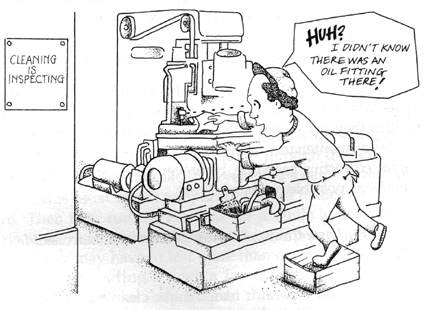 CLEANING
IS
INSPECTING
HUH?
I DIDN'T KNOW
THERE WAS AN
OIL FITTING
THERE!